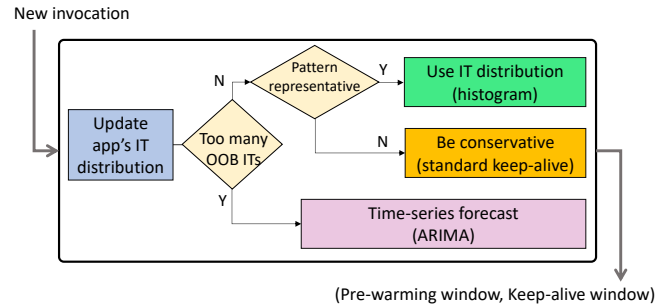 New invocation
Update
app's IT
distribution
Too many
OOB ITs
N
Y
Pattern
representative
Y
N
Use IT distribution
(histogram)
Be conservative
(standard keep-alive)
Time-series forecast
(ARIMA)
(Pre-warming window, Keep-alive window)